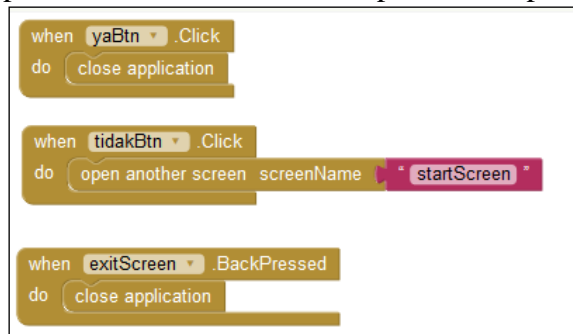 when yaBtn .Click
do close application
when tidakBtn .Click
do open another screen screenName " startScreen "
when exitScreen .BackPressed
do close application